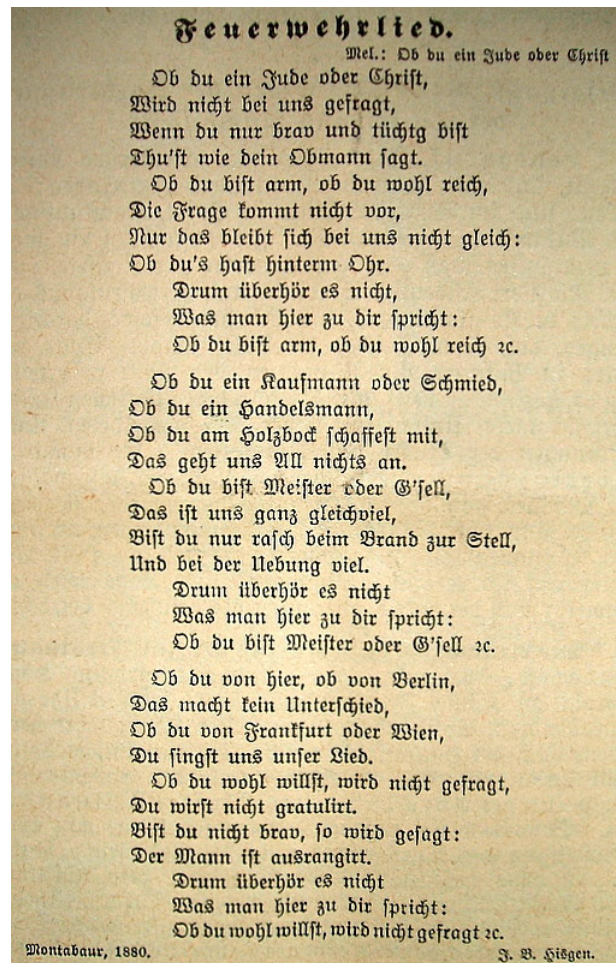 Feuerwehrlied.
Mel.: Ob du ein Jude oder Christ
Ob du ein Jude oder Christ,
Wird nicht bei uns gefragt,
Wenn du nur brav und tüchtg bist
Thu'st wie dein Obmann sagt.
Ob du bist arm, ob du wohl reich,
Die Frage kommt nicht vor,
Nur das bleibt sich bei uns nicht gleich:
Ob du's hast hinterm Ohr.
Drum überhör es nicht,
Was man hier zu dir spricht:
Ob du bist arm, ob du wohl reich ꝛc.
Ob du ein Kaufmann oder Schmied,
Ob du ein Handelsmann,
Ob du am Holzbock schaffest mit,
Das geht uns All nichts an.
Ob du bist Meister oder G'sell,
Das ist uns ganz gleichviel,
Bist du nur rasch beim Brand zur Stell,
Und bei der Uebung viel.
Drum überhör es nicht
Was man hier zu dir spricht:
Ob du bist Meister oder G'sell ꝛc.
Ob du von hier, ob von Berlin,
Das macht kein Unterschied,
Ob du von Frankfurt oder Wien,
Du singst uns unser Lied.
Ob du wohl willst, wird nicht gefragt,
Du wirst nicht gratulirt.
Bist du nicht brav, so wird gesagt:
Der Mann ist ausrangirt.
Drum überhör es nicht
Was man hier zu dir spricht:
Ob du wohl willst, wird nicht gefragt ꝛc.
Montabaur, 1880. J. B. Hisgen.